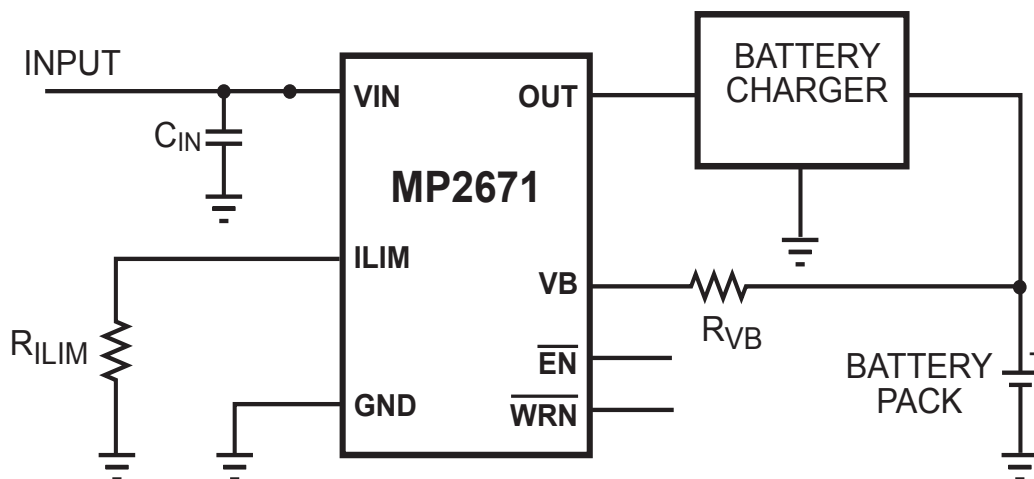 INPUT
CIN
VIN
OUT
BATTERY
CHARGER
MP2671
ILIM
VB
RILIM
RVB
EN
WRN
GND
BATTERY
PACK